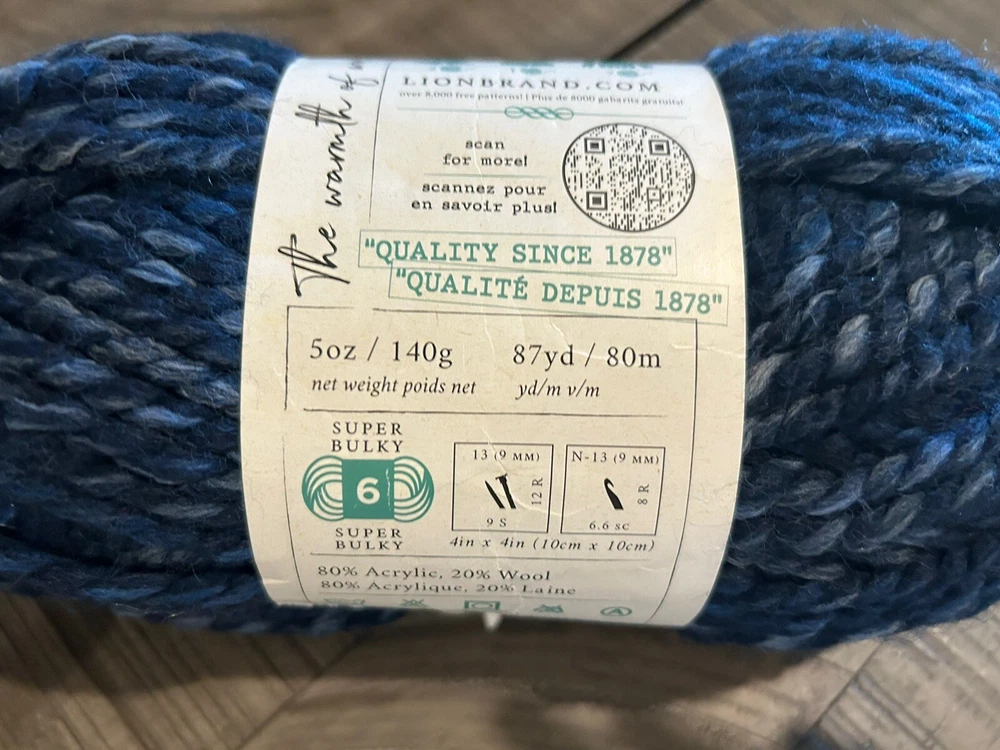 The warmth of
LIONBRAND.COM
over 8,000 free patterns! | Plus de 8000 gabarits gratuits!
scan
for more!
scannez pour
en savoir plus!
"QUALITY SINCE 1878"
"QUALITÉ DEPUIS 1878"
5oz / 140g
net weight poids net
87yd / 80m
yd/m v/m
SUPER
BULKY
6
SUPER
BULKY
13 (9 MM)
12 R
9 S
N-13 (9 MM)
8 R
6.6 sc
4in x 4in (10cm x 10cm)
80% Acrylic, 20% Wool
80% Acrylique, 20% Laine
A